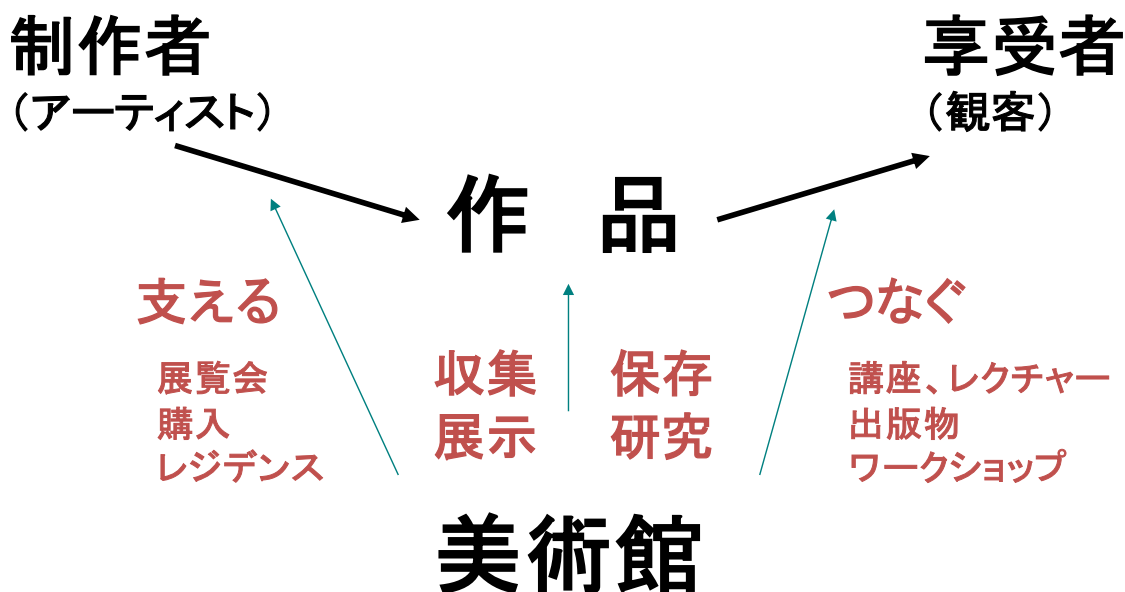 制作者
(アーティスト)
享受者
(観客)
作 品
支える
展覧会
購入
レジデンス
収集 保存
展示 研究
つなぐ
講座、レクチャー
出版物
ワークショップ
美術館